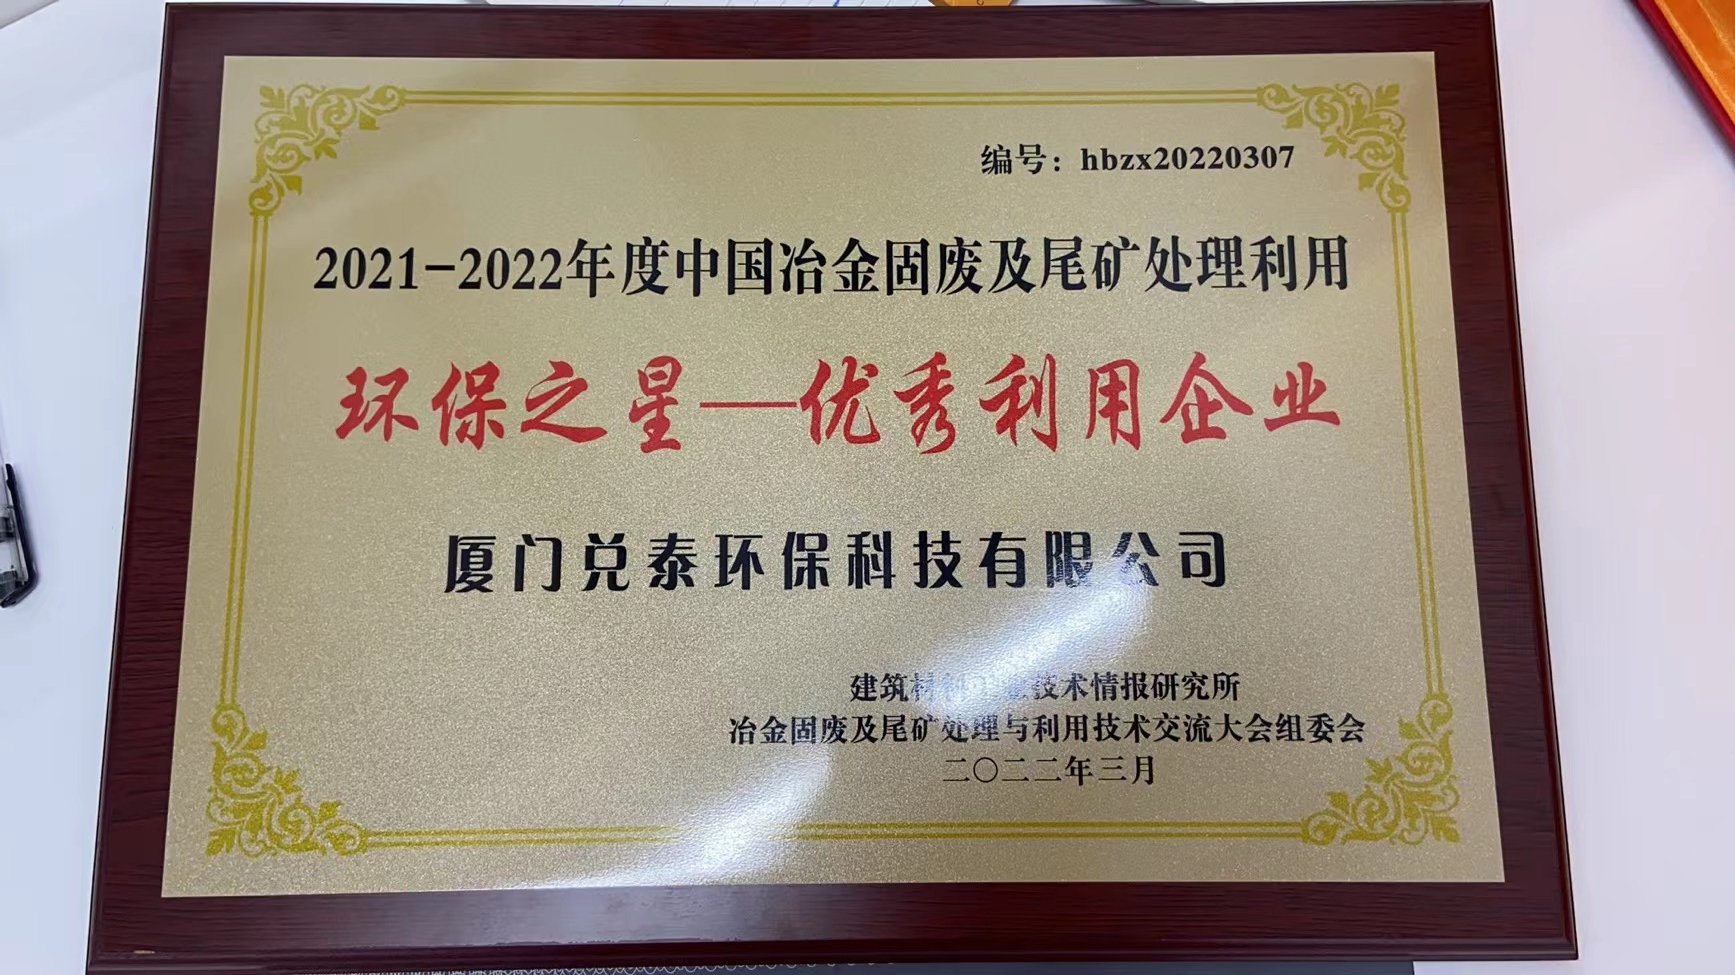 编号：hbzx20220307
2021-2022年度中国冶金固废及尾矿处理利用
环保之星——优秀利用企业
厦门兑泰环保科技有限公司
建筑材料工业技术情报研究所
冶金固废及尾矿处理与利用技术交流大会组委会
二〇二二年三月